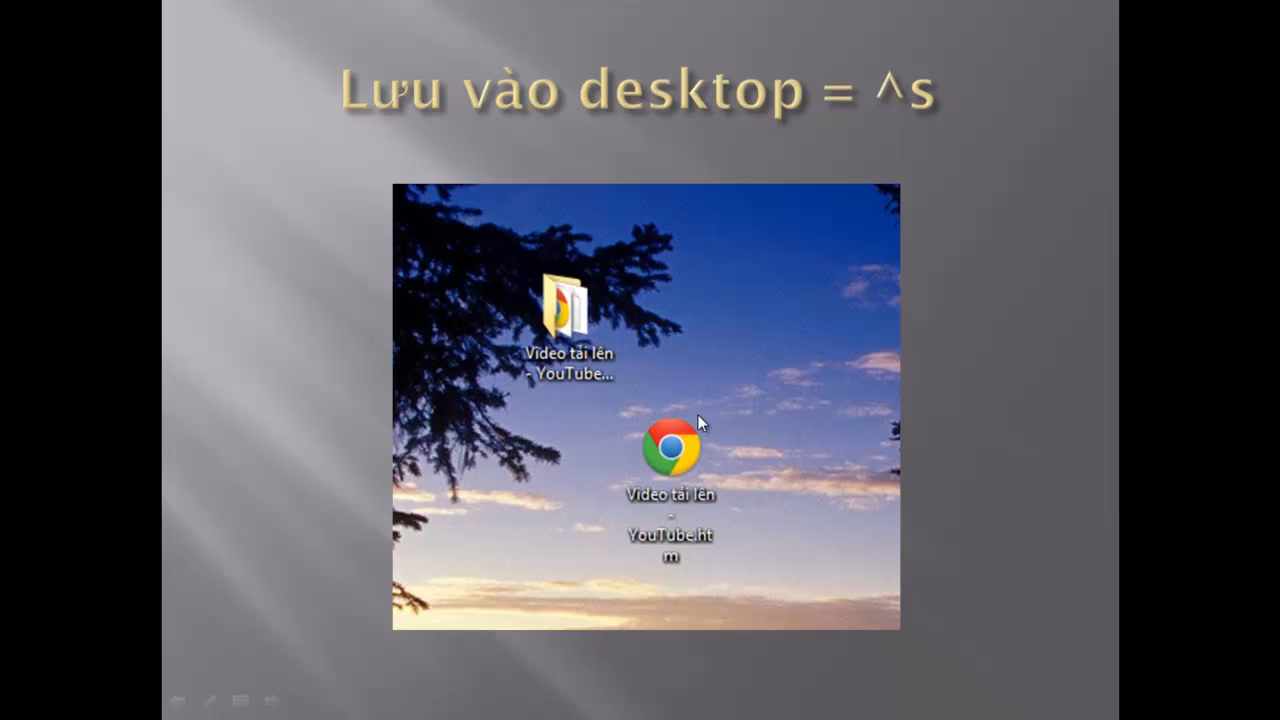 Lưu vào desktop = ^s
Video tải lên
- YouTube...
Video tải lên
-
YouTube.ht
m